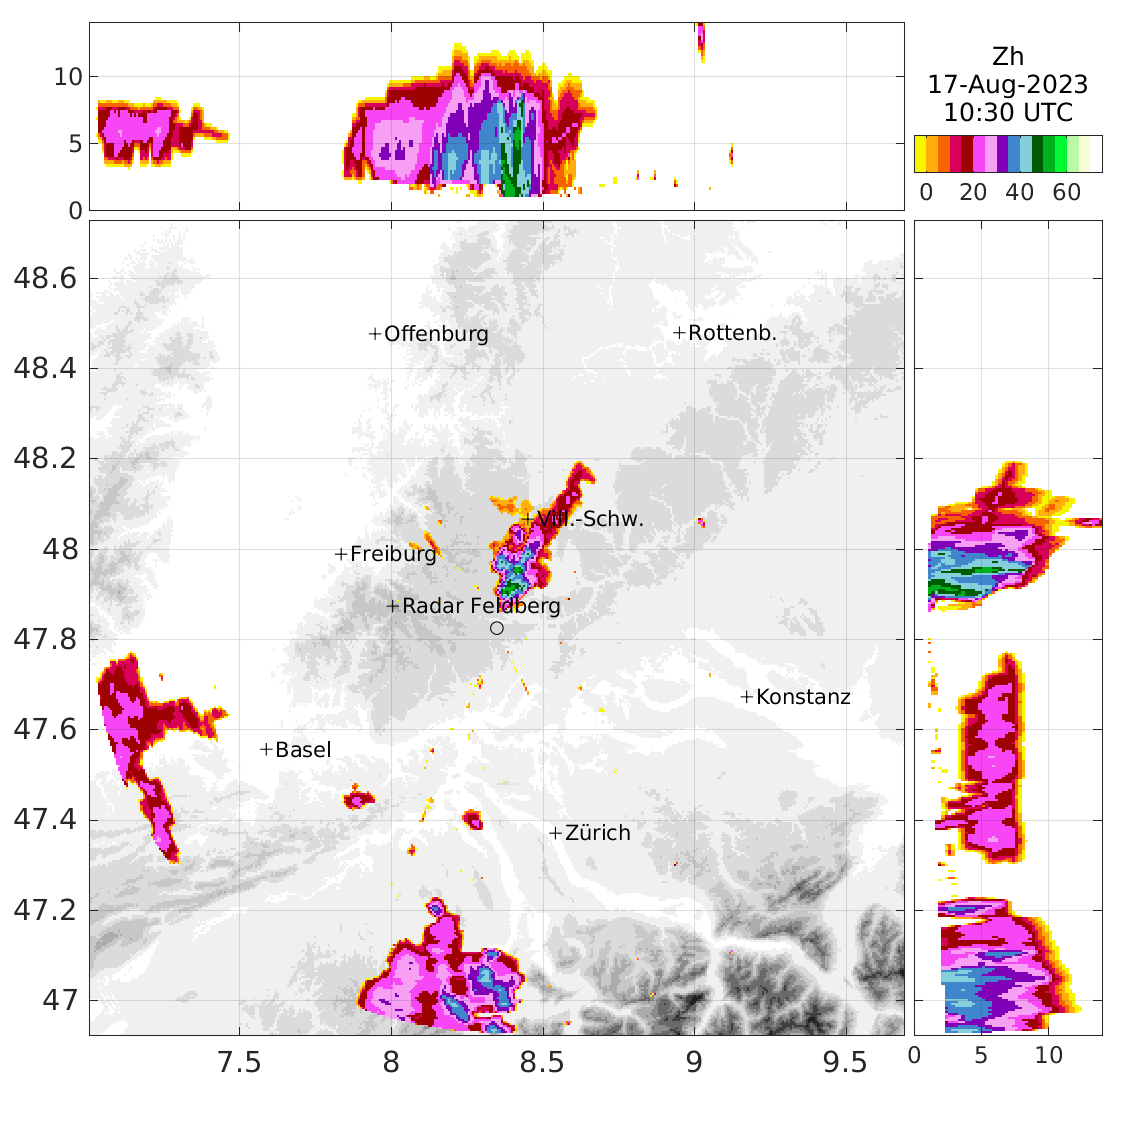 10
5
0
Zh
17-Aug-2023
10:30 UTC
0 20 40 60
48.6
48.4
48.2
48
47.8
47.6
47.4
47.2
47
+Offenburg
+Rottenb.
+Vill.-Schw.
+Freiburg
+Radar Feldberg
+Konstanz
+Basel
+Zürich
7.5 8 8.5 9 9.5
0 5 10